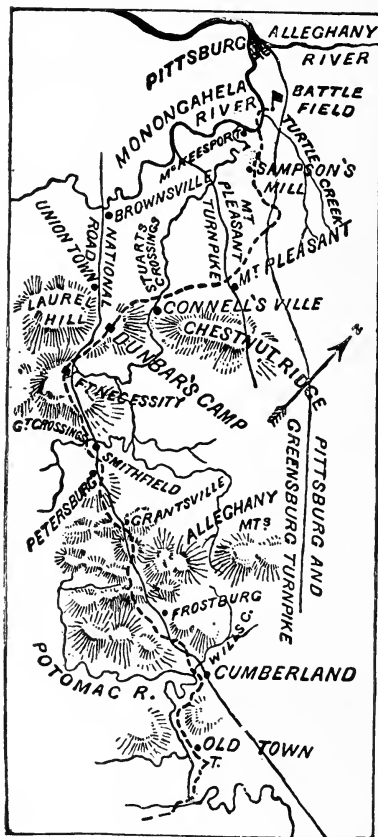 ALLEGHANY
RIVER
PITTSBURG
BATTLE
FIELD
MONONGAHELA
RIVER
TURTLE CREEK
McKEESPORT
SAMPSON'S
MILL
BROWNSVILLE
MT PLEASANT
TURNPIKE
STUARTS
CROSSINGS
NATIONAL
ROAD
UNION TOWN
MT. PLEASANT
LAUREL
HILL
CONNELL'S VILLE
CHESTNUT RIDGE
DUNBAR'S CAMP
N
FT. NECESSITY
GT. CROSSINGS
SMITHFIELD
PITTSBURG AND
GREENSBURG TURNPIKE
PETERSBURG
GRANTSVILLE
ALLEGHANY
MTS
FROSTBURG
WILLS C.
POTOMAC R.
CUMBERLAND
OLD TOWN
T.